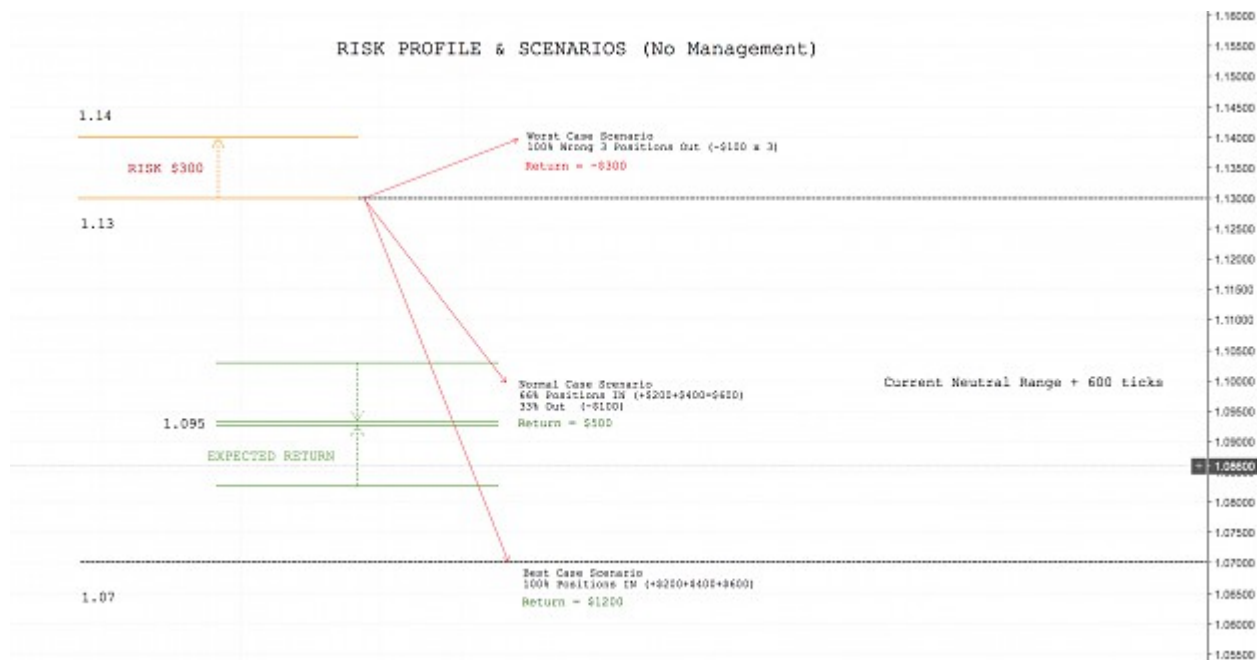 RISK PROFILE & SCENARIOS (No Management)
1.14
RISK $300
1.13
Worst Case Scenario
100% Wrong 3 Positions Out (-$100 x 3)
Return = -$300
Normal Case Scenario
66% Positions IN (+$200+$400=$600)
33% Out (-$100)
Return = $500
Current Neutral Range + 600 ticks
1.095
EXPECTED RETURN
Best Case Scenario
100% Positions IN (+$200+$400+$600)
Return = $1200
1.07
1.16000
1.15500
1.15000
1.14500
1.14000
1.13500
1.13000
1.12500
1.12000
1.11500
1.11000
1.10500
1.10000
1.09500
1.09000
1.08600
1.08000
1.07500
1.07000
1.06500
1.06000
1.05500